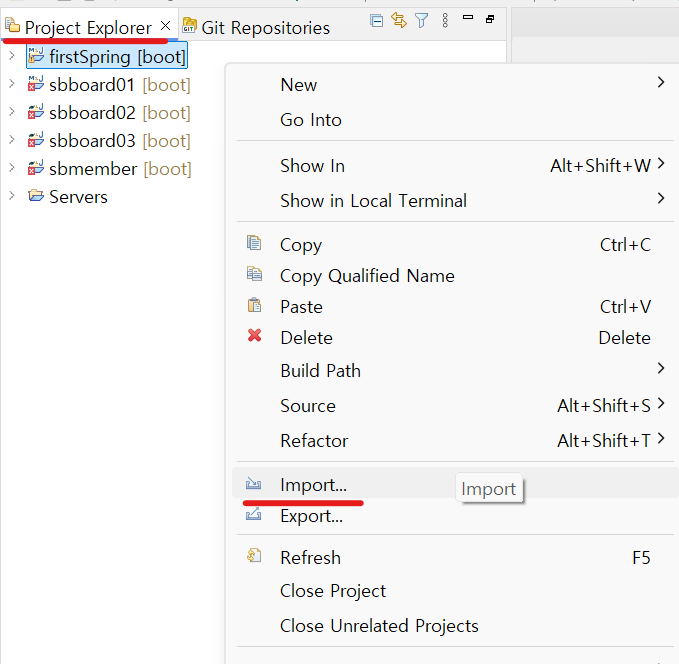 Project Explorer
Git Repositories
firstSpring [boot]
sbboard01 [boot]
sbboard02 [boot]
sbboard03 [boot]
sbmember [boot]
Servers
New
Go Into
Show In Alt+Shift+W
Show in Local Terminal
Copy Ctrl+C
Copy Qualified Name
Paste Ctrl+V
Delete Delete
Build Path
Source Alt+Shift+S
Refactor Alt+Shift+T
Import...
Import
Export...
Refresh F5
Close Project
Close Unrelated Projects